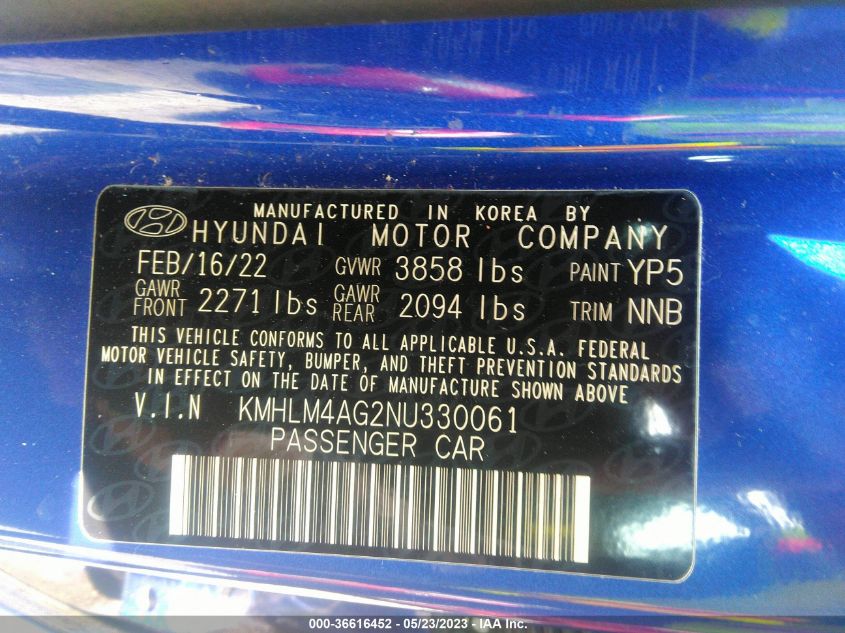 MANUFACTURED IN KOREA BY
HYUNDAI MOTOR COMPANY
FEB/16/22 GVWR 3858 lbs PAINT YP5
GAWR FRONT 2271 lbs GAWR REAR 2094 lbs TRIM NNB
THIS VEHICLE CONFORMS TO ALL APPLICABLE U.S.A. FEDERAL
MOTOR VEHICLE SAFETY, BUMPER, AND THEFT PREVENTION STANDARDS
IN EFFECT ON THE DATE OF MANUFACTURE SHOWN ABOVE
V.I.N KMHLM4AG2NU330061
PASSENGER CAR
000-36616452 - 05/23/2023 - IAA Inc.